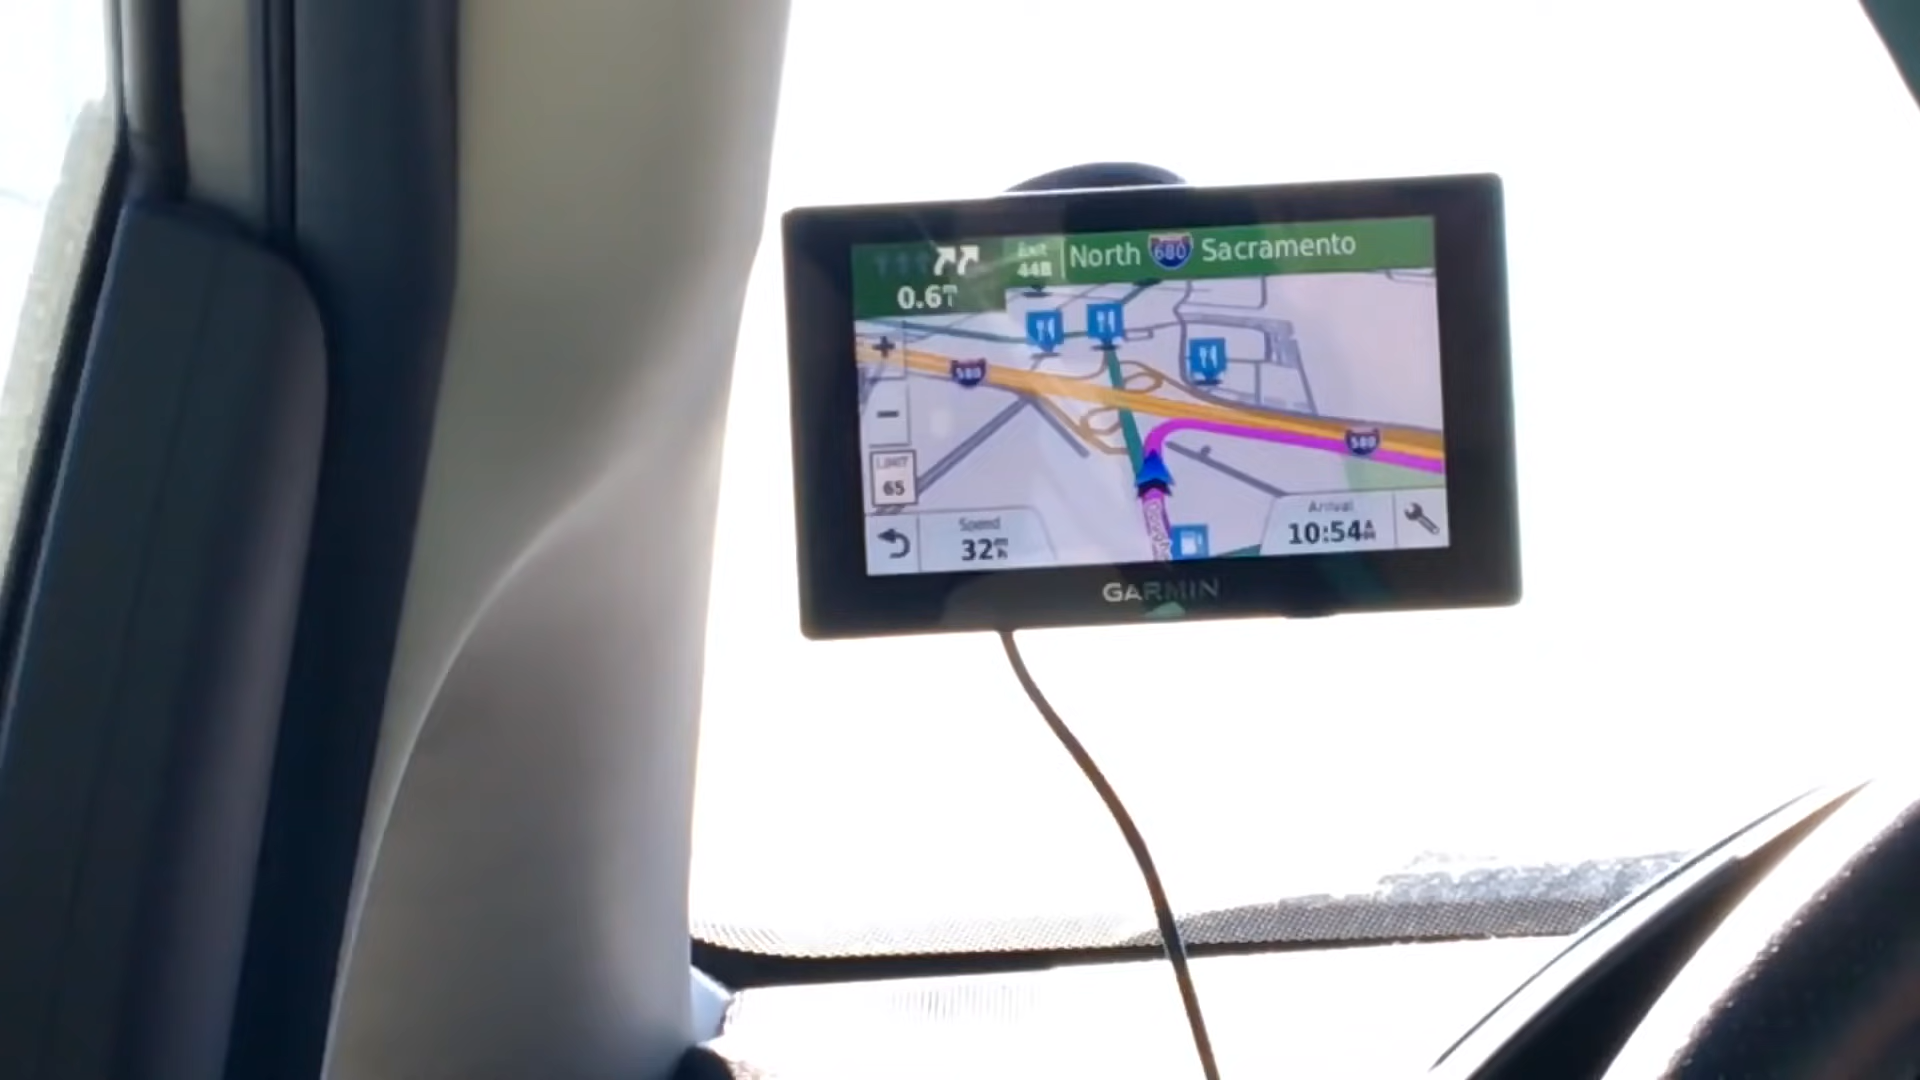 Exit
44B
North 680 Sacramento
0.6
580
580
LIMIT
65
Speed
32
Arrival
10:54
GARMIN